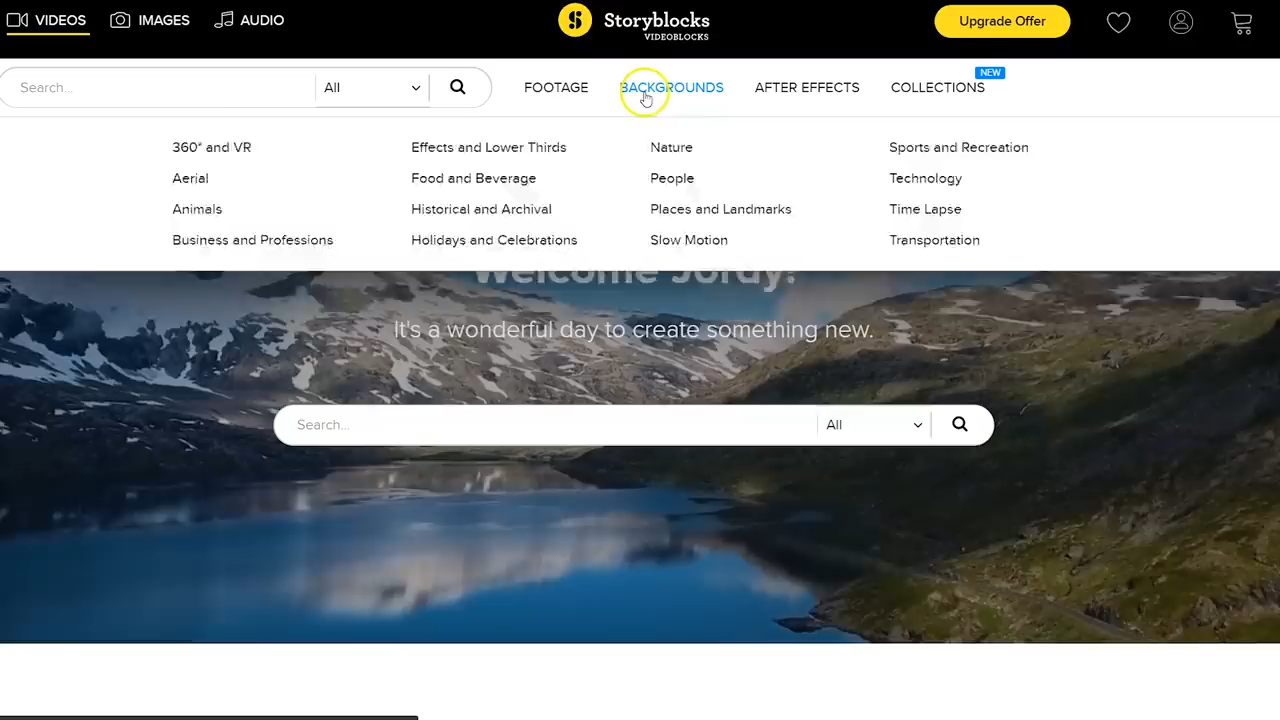 VIDEOS IMAGES AUDIO Storyblocks Upgrade Offer
VIDEOBLOCKS
NEW
Search... All FOOTAGE BACKGROUNDS AFTER EFFECTS COLLECTIONS
360° and VR Effects and Lower Thirds Nature Sports and Recreation
Aerial Food and Beverage People Technology
Animals Historical and Archival Places and Landmarks Time Lapse
Business and Professions Holidays and Celebrations Slow Motion Transportation
Welcome Jordy!
It's a wonderful day to create something new.
Search... All